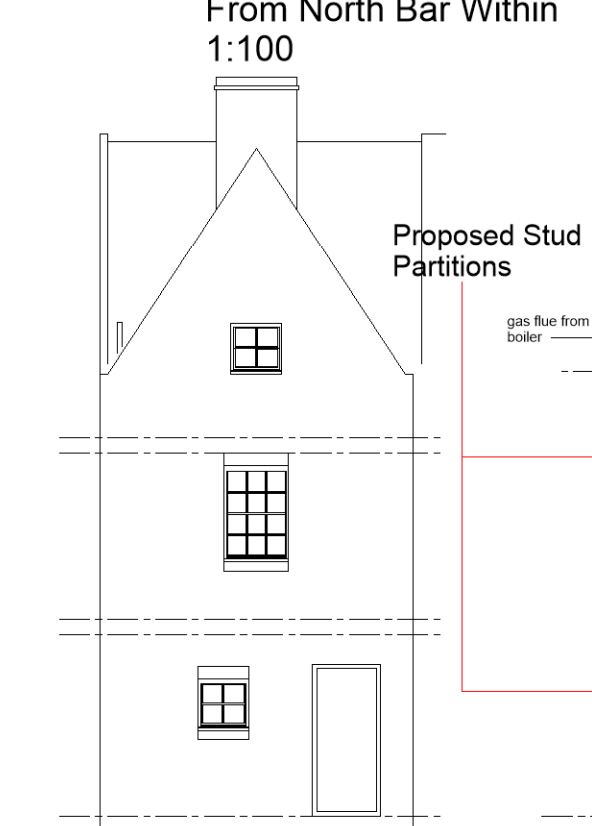 From North Bar Within
1:100
Proposed Stud
Partitions
gas flue from
boiler